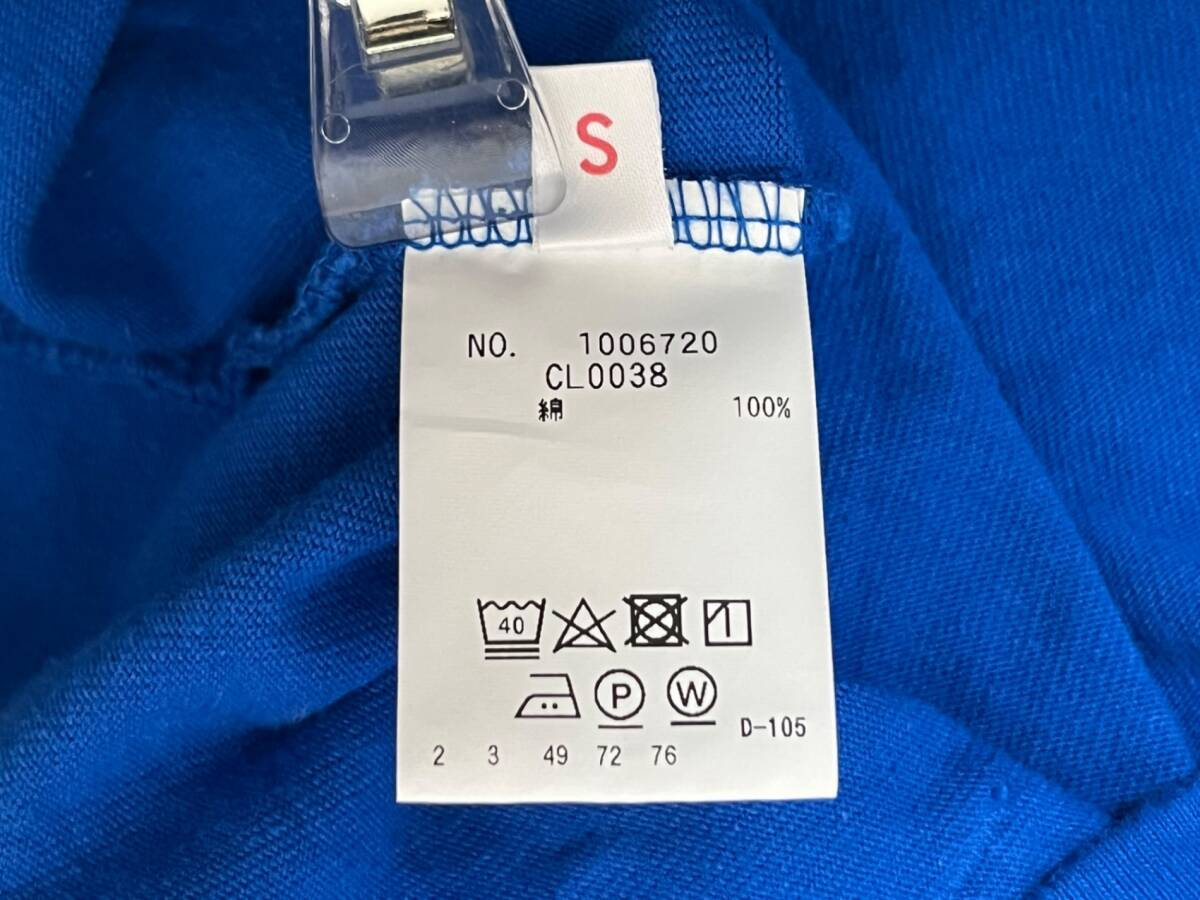 S
NO. 1006720
CL0038
綿 100%
40
P W
D-105
2 3 49 72 76